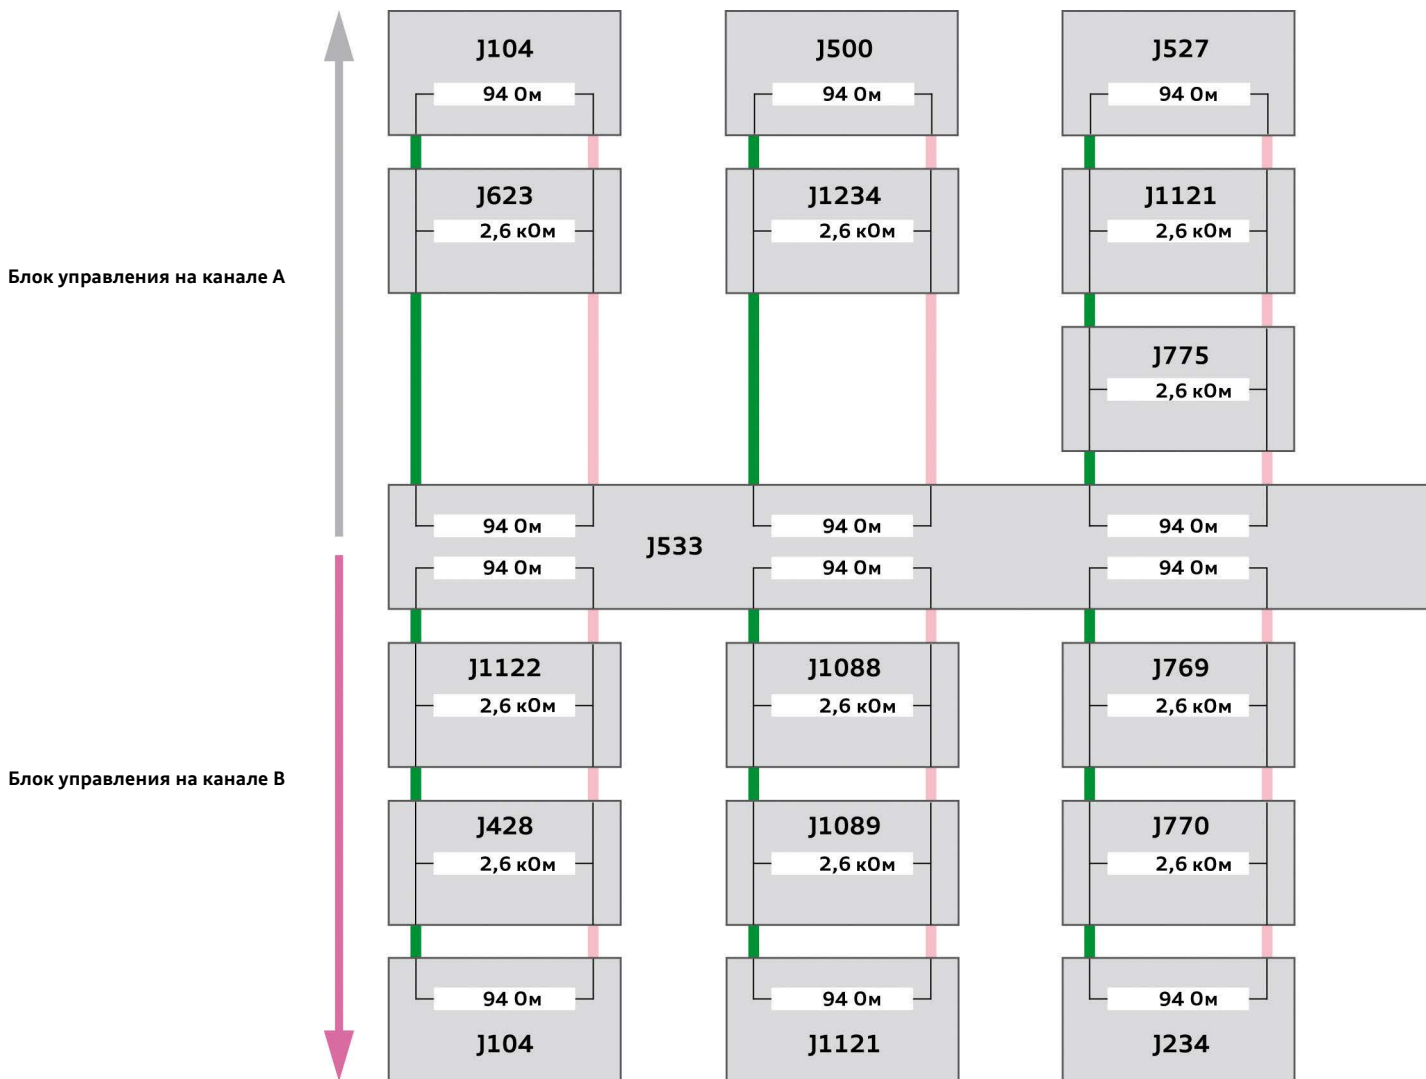 J104 J500 J527
94 Ом 94 Ом 94 Ом
J623 J1234 J1121
2,6 кОм 2,6 кОм 2,6 кОм
Блок управления на канале A
J775
2,6 кОм
94 Ом 94 Ом 94 Ом
J533
94 Ом 94 Ом 94 Ом
J1122 J1088 J769
2,6 кОм 2,6 кОм 2,6 кОм
Блок управления на канале B
J428 J1089 J770
2,6 кОм 2,6 кОм 2,6 кОм
94 Ом 94 Ом 94 Ом
J104 J1121 J234